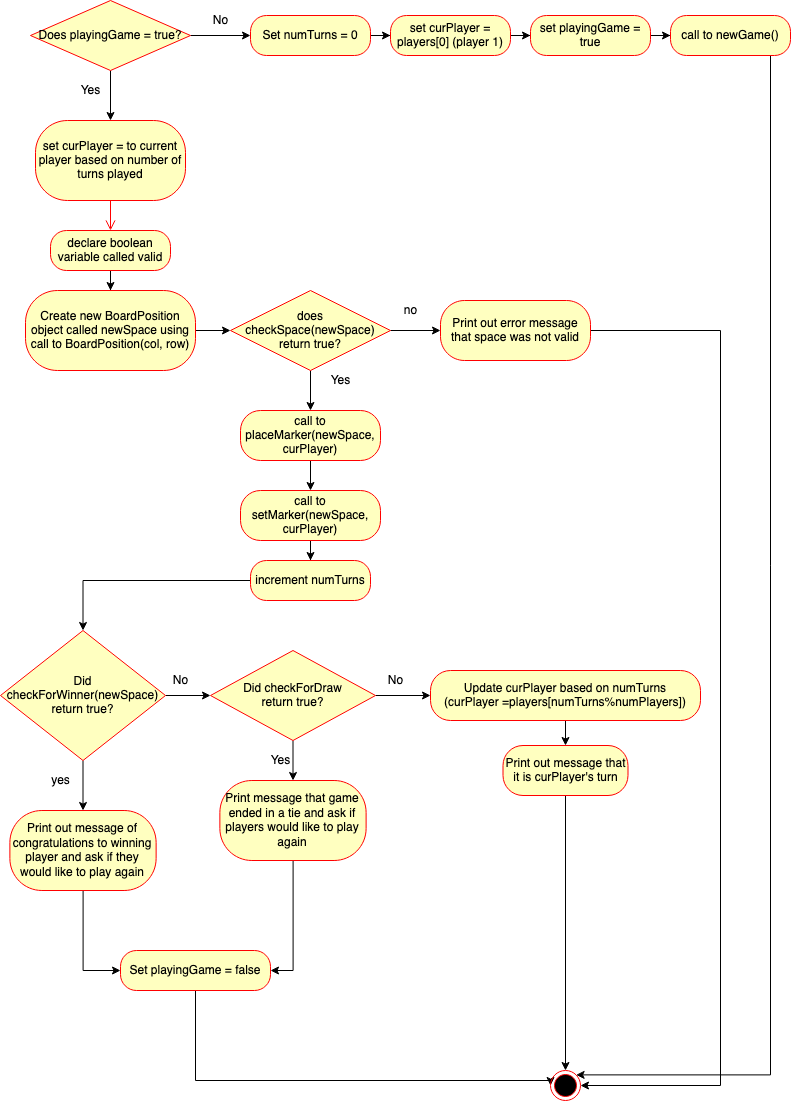 Does playingGame = true?
No
Set numTurns = 0
set curPlayer =
players[0] (player 1)
set playingGame =
true
call to newGame()
Yes
set curPlayer = to current
player based on number of
turns played
declare boolean
variable called valid
Create new BoardPosition
object called newSpace using
call to BoardPosition(col, row)
does
checkSpace(newSpace)
return true?
no
Print out error message
that space was not valid
Yes
call to
placeMarker(newSpace,
curPlayer)
call to
setMarker(newSpace,
curPlayer)
increment numTurns
Did
checkForWinner(newSpace)
return true?
No
Did checkForDraw
return true?
No
Update curPlayer based on numTurns
(curPlayer =players[numTurns%numPlayers])
Print out message that
it is curPlayer's turn
yes
Yes
Print out message of
congratulations to winning
player and ask if they
would like to play again
Print message that game
ended in a tie and ask if
players would like to play
again
Set playingGame = false